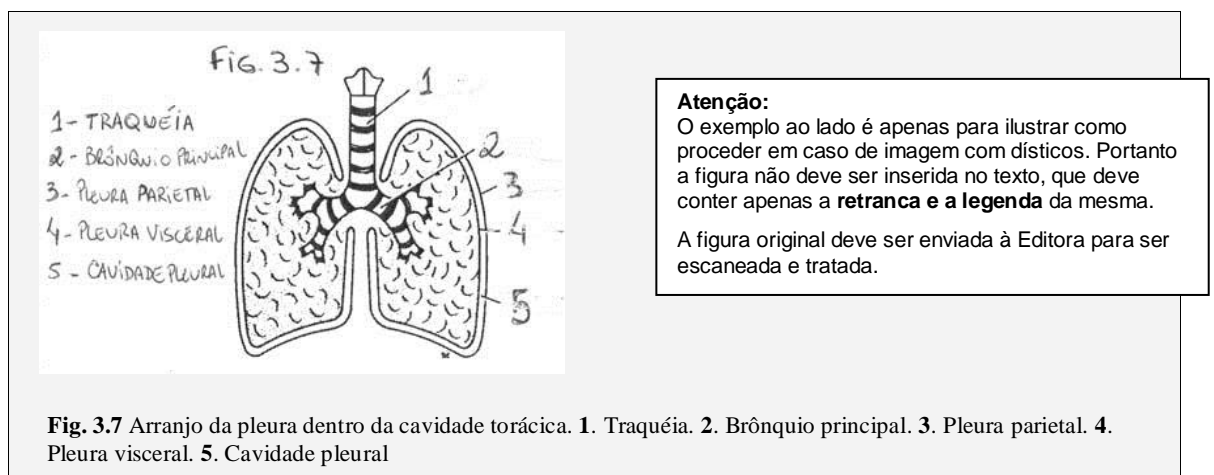 Fig. 3.7
1
1- TRAQUÉIA
2
2- BRÔNQUIO PRINCIPAL
3- PLEURA PARIETAL
3
4- PLEURA VISCERAL
4
5 - CAVIDADE PLEURAL
5
Atenção:
O exemplo ao lado é apenas para ilustrar como
proceder em caso de imagem com dísticos. Portanto
a figura não deve ser inserida no texto, que deve
conter apenas a retranca e a legenda da mesma.
A figura original deve ser enviada à Editora para ser
escaneada e tratada.
Fig. 3.7 Arranjo da pleura dentro da cavidade torácica. 1. Traquéia. 2. Brônquio principal. 3. Pleura parietal. 4.
Pleura visceral. 5. Cavidade pleural